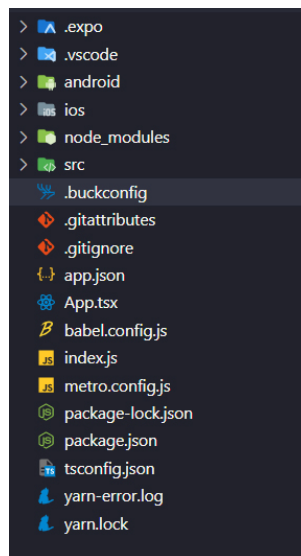 .expo
.vscode
android
ios
node_modules
src
.buckconfig
.gitattributes
.gitignore
app.json
App.tsx
babel.config.js
index.js
metro.config.js
package-lock.json
package.json
tsconfig.json
yarn-error.log
yarn.lock